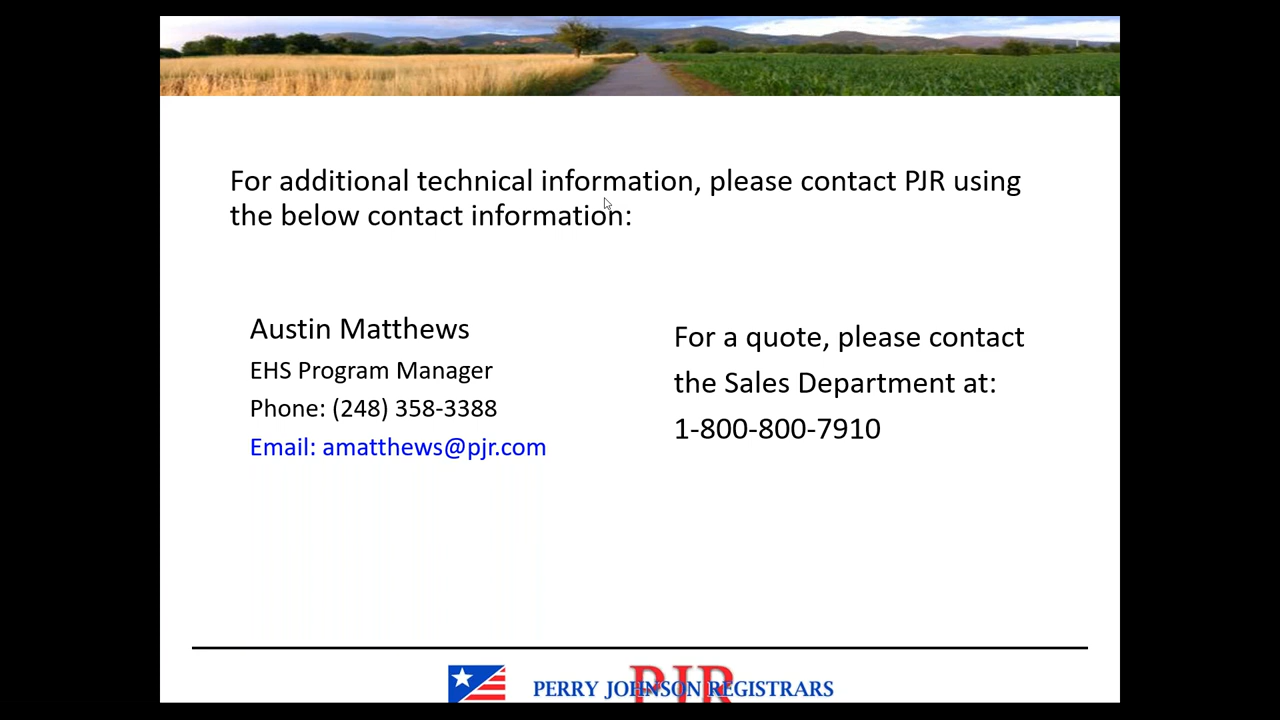 For additional technical information, please contact PJR using
the below contact information:
Austin Matthews
EHS Program Manager
Phone: (248) 358-3388
Email: amatthews@pjr.com
For a quote, please contact
the Sales Department at:
1-800-800-7910
PJR
PERRY JOHNSON REGISTRARS